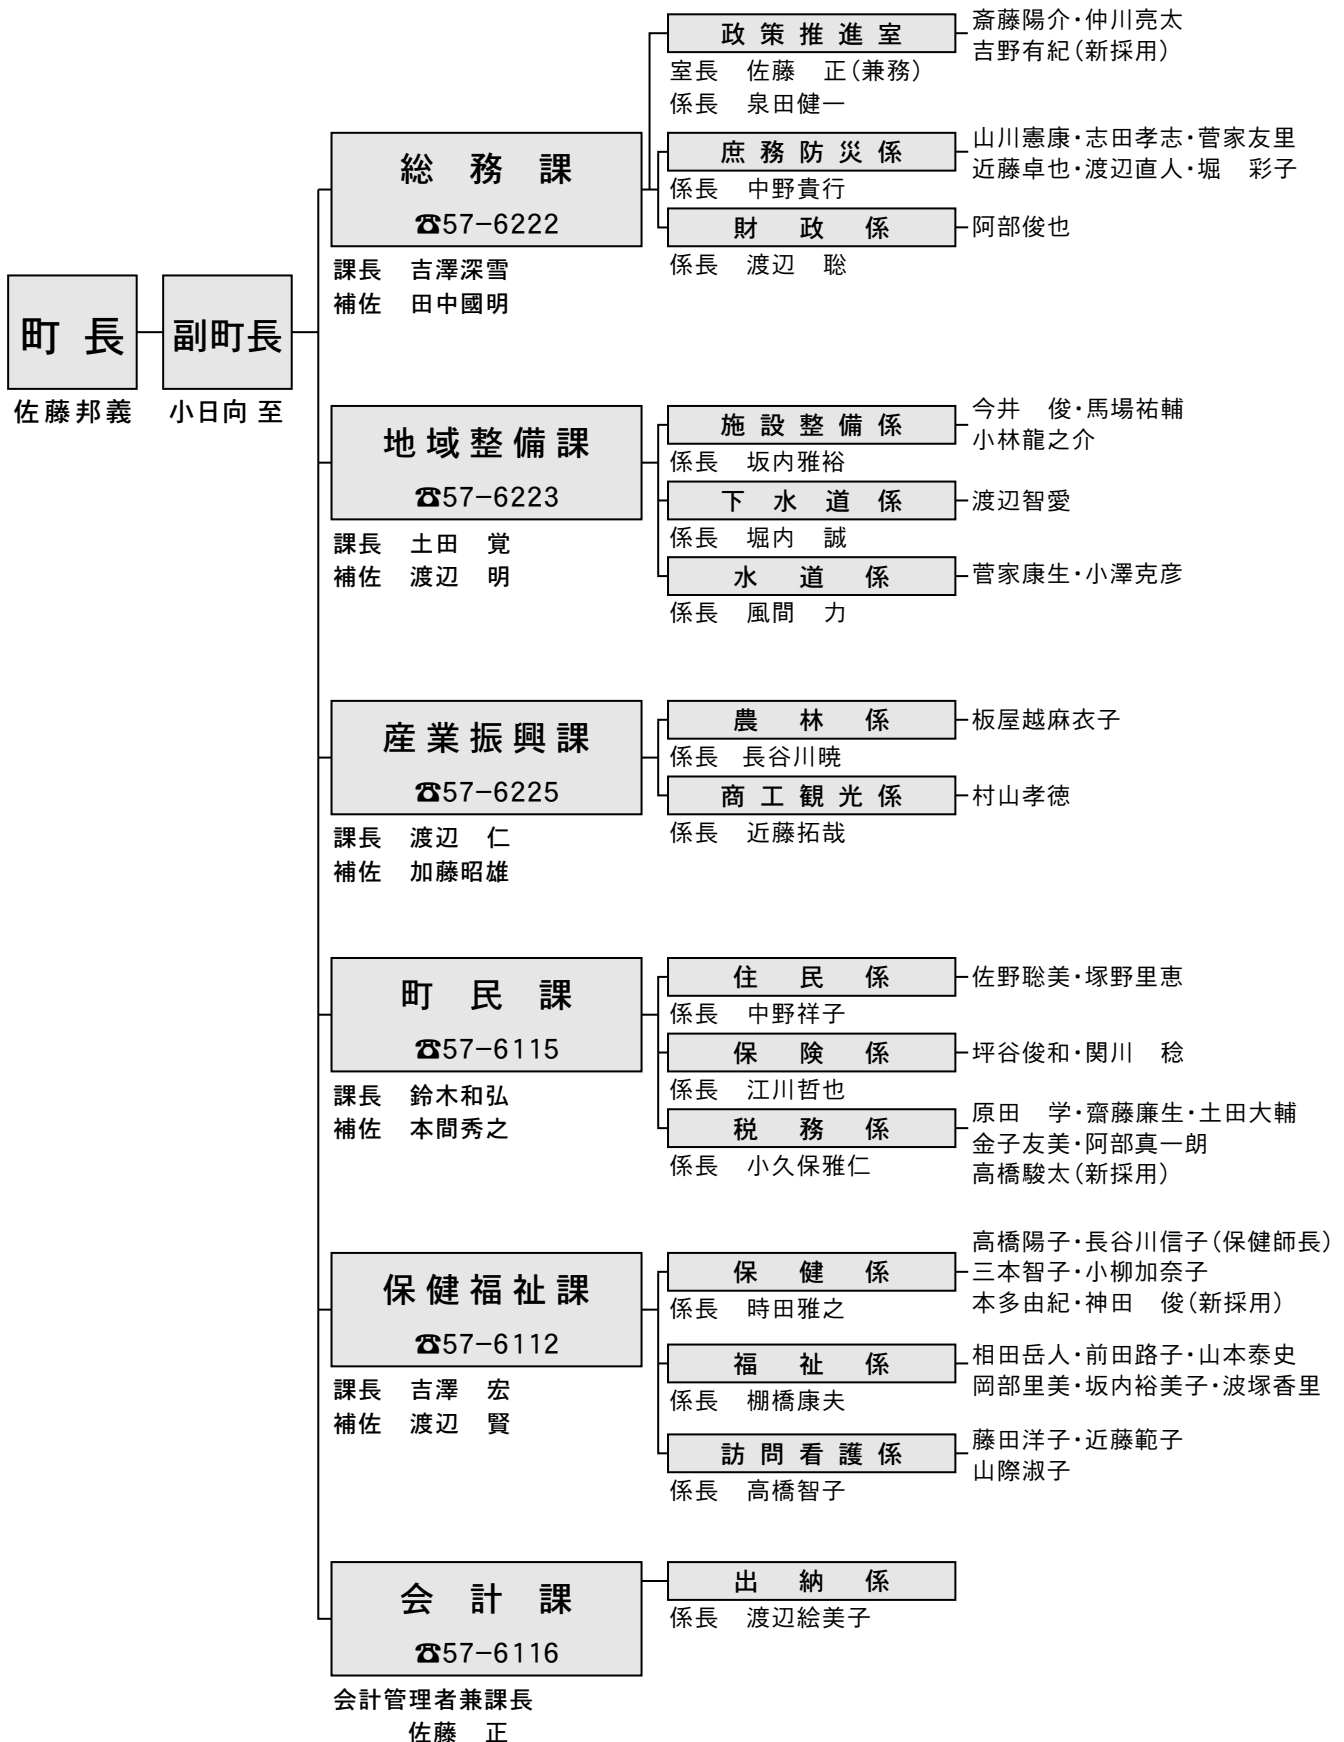 町 長
佐藤邦義
副町長
小日向 至
総 務 課
☎57−6222
課長 吉澤深雪
補佐 田中國明
政策推進室
室長 佐藤 正(兼務)
係長 泉田健一
斎藤陽介・仲川亮太
吉野有紀(新採用)
庶務防災係
係長 中野貴行
山川憲康・志田孝志・菅家友里
近藤卓也・渡辺直人・堀 彩子
財 政 係
係長 渡辺 聡
阿部俊也
地域整備課
☎57−6223
課長 土田 覚
補佐 渡辺 明
施設整備係
係長 坂内雅裕
今井 俊・馬場祐輔
小林龍之介
下水道係
係長 堀内 誠
渡辺智愛
水 道 係
係長 風間 力
菅家康生・小澤克彦
産業振興課
☎57−6225
課長 渡辺 仁
補佐 加藤昭雄
農 林 係
係長 長谷川暁
板屋越麻衣子
商工観光係
係長 近藤拓哉
村山孝徳
町 民 課
☎57−6115
課長 鈴木和弘
補佐 本間秀之
住 民 係
係長 中野祥子
佐野聡美・塚野里恵
保 険 係
係長 江川哲也
坪谷俊和・関川 稔
税 務 係
係長 小久保雅仁
原田 学・齋藤廉生・土田大輔
金子友美・阿部真一朗
高橋駿太(新採用)
保健福祉課
☎57−6112
課長 吉澤 宏
補佐 渡辺 賢
保 健 係
係長 時田雅之
高橋陽子・長谷川信子(保健師長)
三本智子・小柳加奈子
本多由紀・神田 俊(新採用)
福 祉 係
係長 棚橋康夫
相田岳人・前田路子・山本泰史
岡部里美・坂内裕美子・波塚香里
訪問看護係
係長 高橋智子
藤田洋子・近藤範子
山際淑子
会 計 課
☎57−6116
会計管理者兼課長
佐藤 正
出 納 係
係長 渡辺絵美子